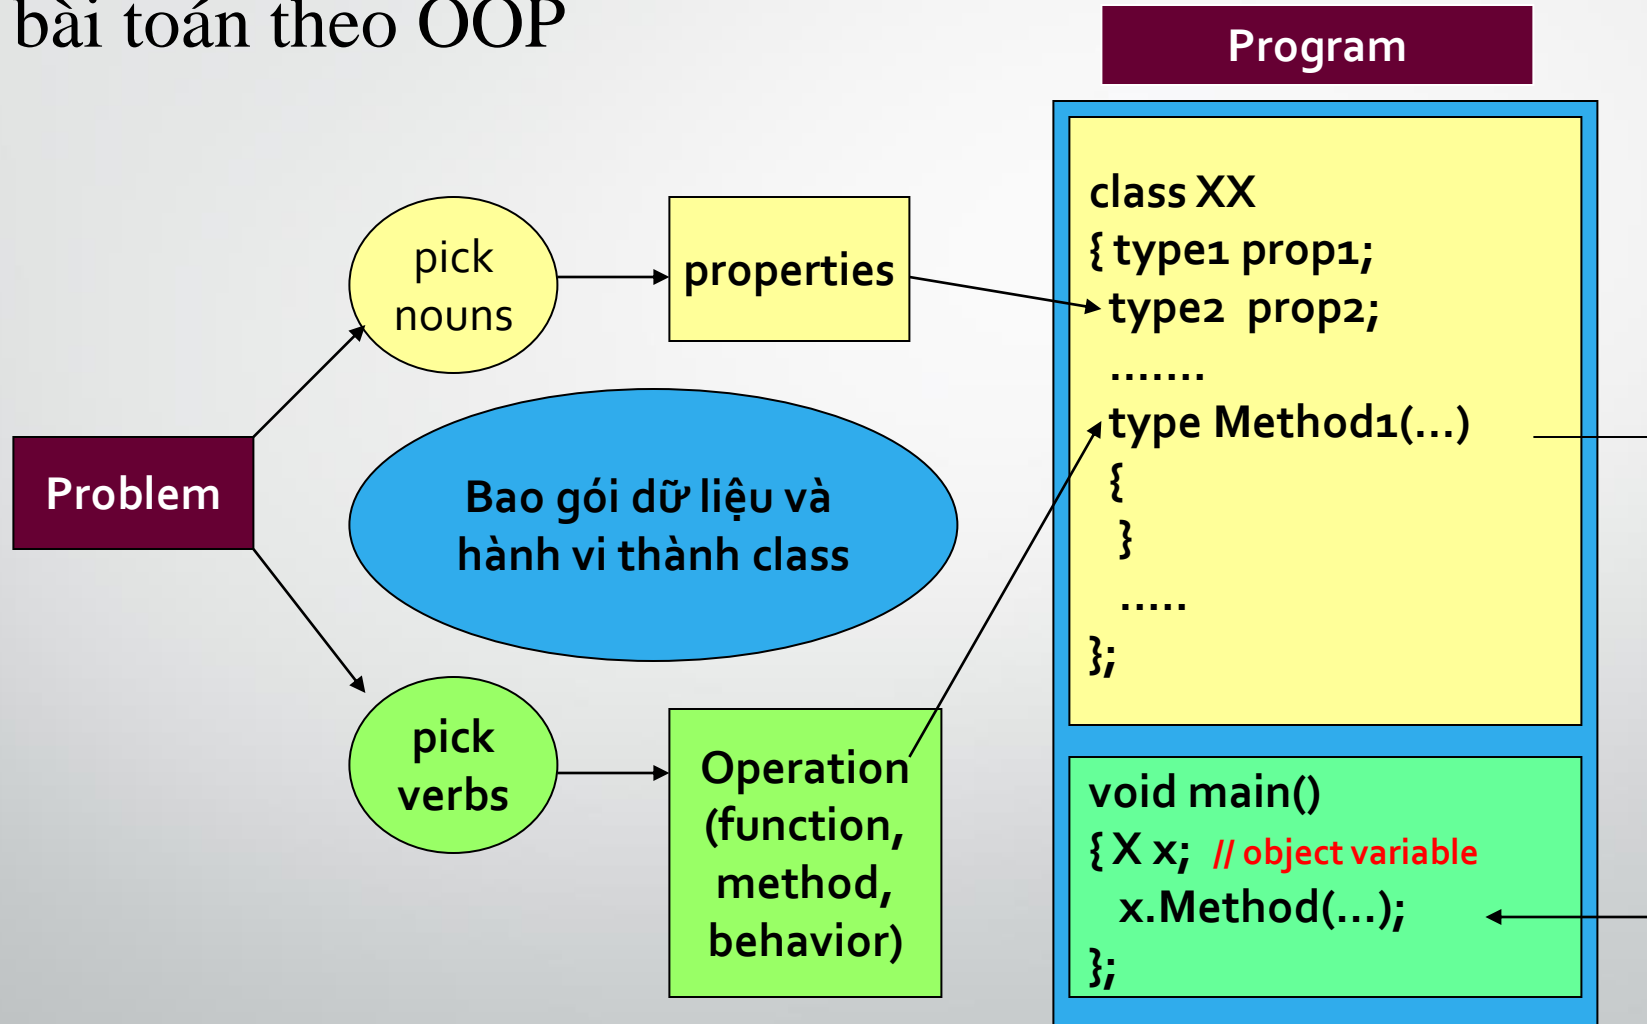 bài toán theo OOP
Program
pick
nouns
properties
Problem
Bao gói dữ liệu và
hành vi thành class
pick
verbs
Operation
(function,
method,
behavior)
class XX
{ type1 prop1;
type2 prop2;
.......
type Method1(...)
{
}
.....
};
void main()
{ X x; // object variable
x.Method(...);
};